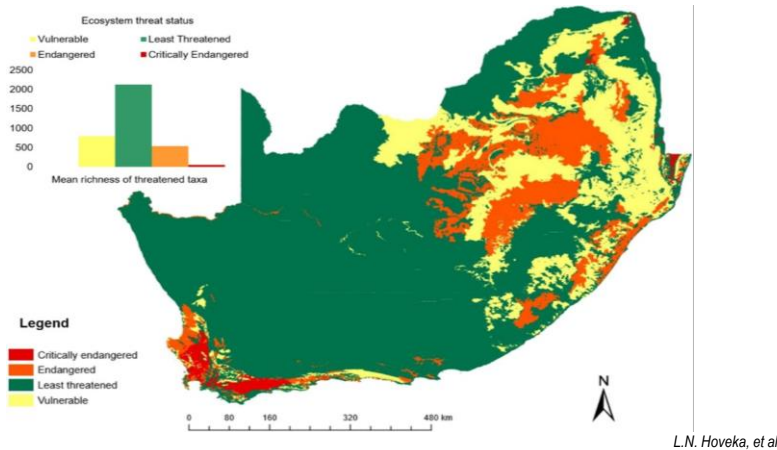 Ecosystem threat status
Vulnerable
Least Threatened
Endangered
Critically Endangered
2500
2000
1500
1000
500
0
Mean richness of threatened taxa
Legend
Critically endangered
Endangered
Least threatened
Vulnerable
N
0 80 160 320 480 km
L.N. Hoveka, et al